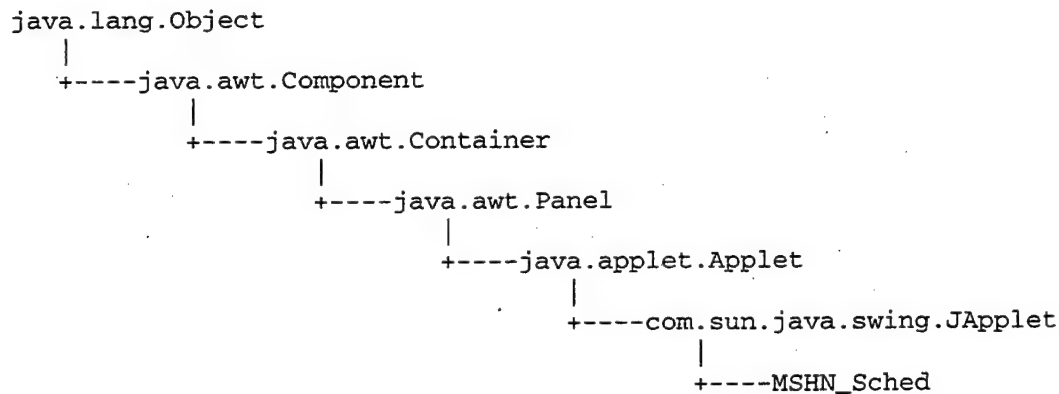 java.lang.Object
|
+----java.awt.Component
|
+----java.awt.Container
|
+----java.awt.Panel
|
+----java.applet.Applet
|
+----com.sun.java.swing.JApplet
|
+----MSHN_Sched